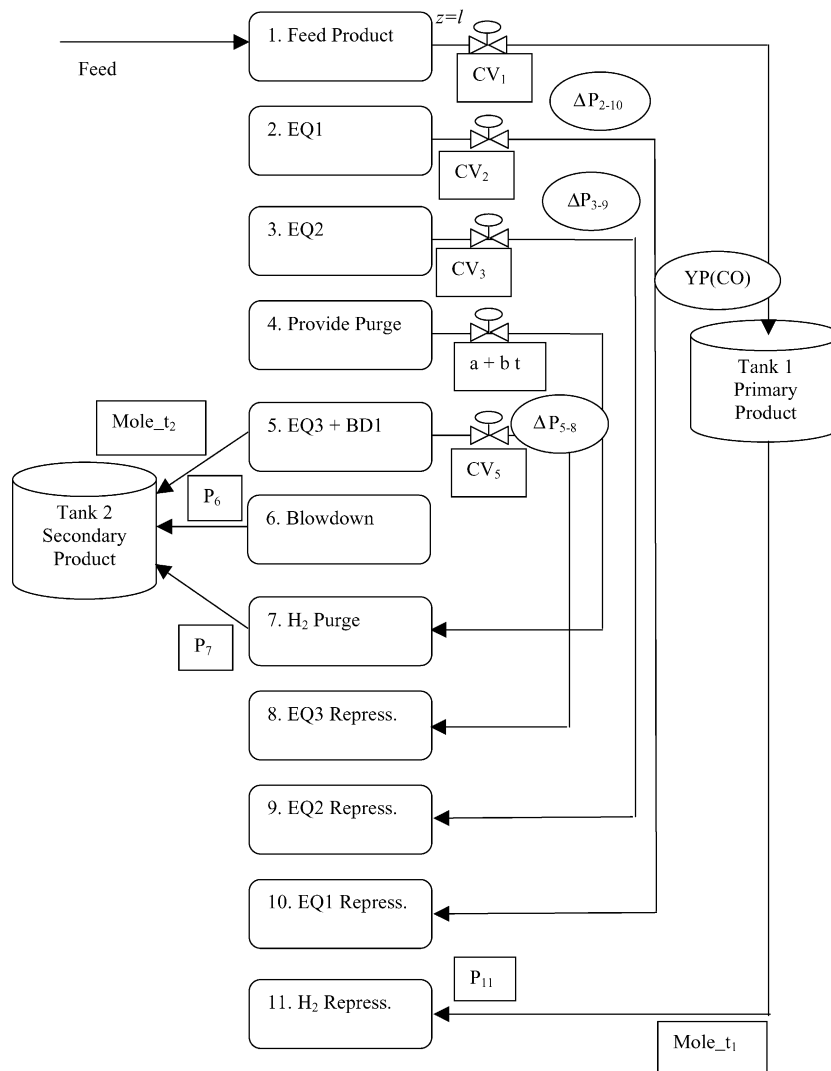 z=l
1. Feed Product
Feed
CV₁
ΔP₂₋₁₀
2. EQ1
CV₂
ΔP₃₋₉
3. EQ2
CV₃
YP(CO)
4. Provide Purge
a + b t
Tank 1
Primary
Product
Mole_t₂
5. EQ3 + BD1
ΔP₅₋₈
CV₅
P₆
6. Blowdown
Tank 2
Secondary
Product
7. H₂ Purge
P₇
8. EQ3 Repress.
9. EQ2 Repress.
10. EQ1 Repress.
P₁₁
11. H₂ Repress.
Mole_t₁